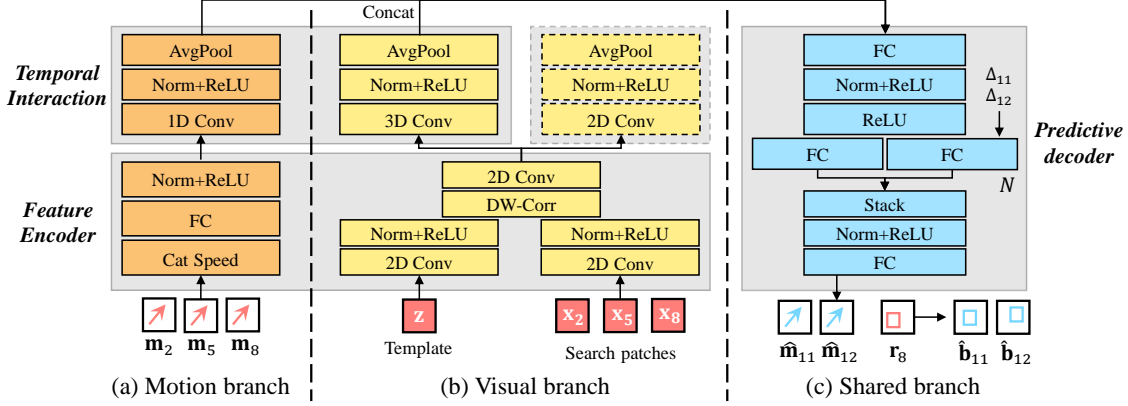 Concat
Temporal
Interaction
AvgPool
Norm+ReLU
1D Conv
AvgPool
Norm+ReLU
3D Conv
AvgPool
Norm+ReLU
2D Conv
Feature
Encoder
Norm+ReLU
FC
Cat Speed
2D Conv
DW-Corr
Norm+ReLU
2D Conv
Norm+ReLU
2D Conv
m₂ m₅ m₈
z
Template
x₂ x₅ x₈
Search patches
FC
Norm+ReLU
ReLU
Δ₁₁
Δ₁₂
FC FC
N
Stack
Norm+ReLU
FC
Predictive
decoder
m̂₁₁ m̂₁₂ r₈ b̂₁₁ b̂₁₂
(a) Motion branch (b) Visual branch (c) Shared branch